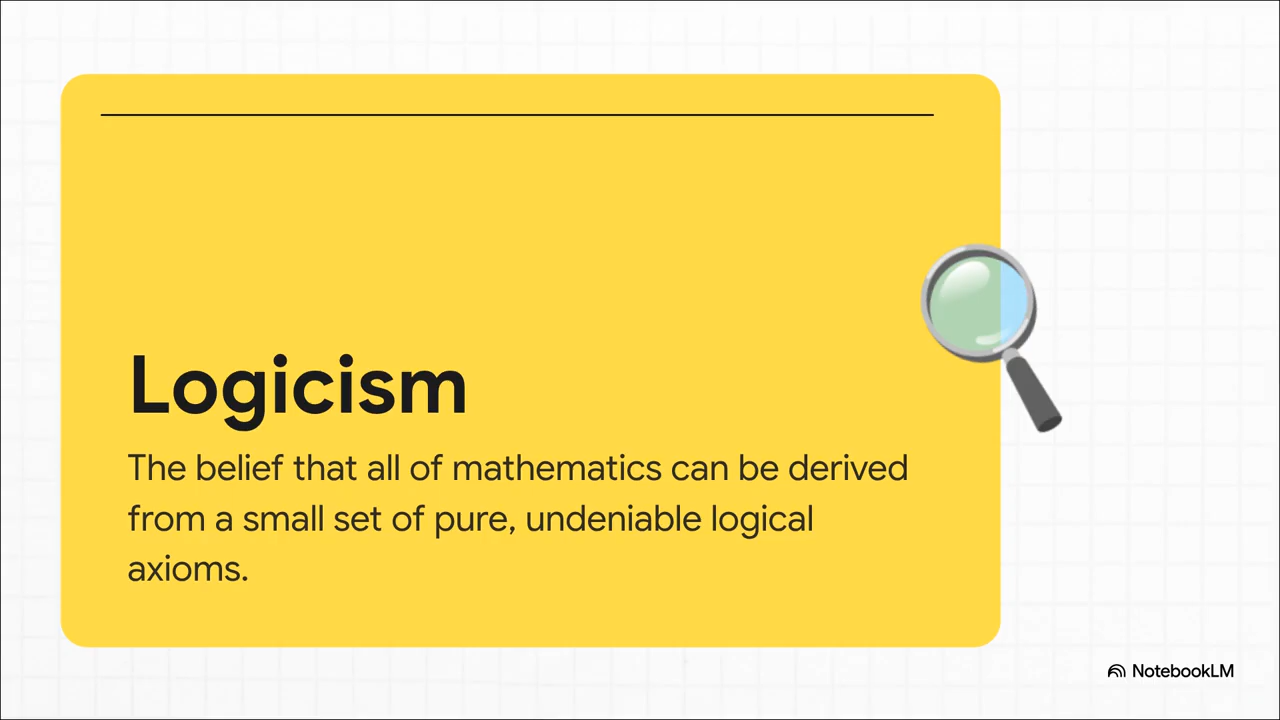 Logicism
The belief that all of mathematics can be derived
from a small set of pure, undeniable logical
axioms.
NotebookLM